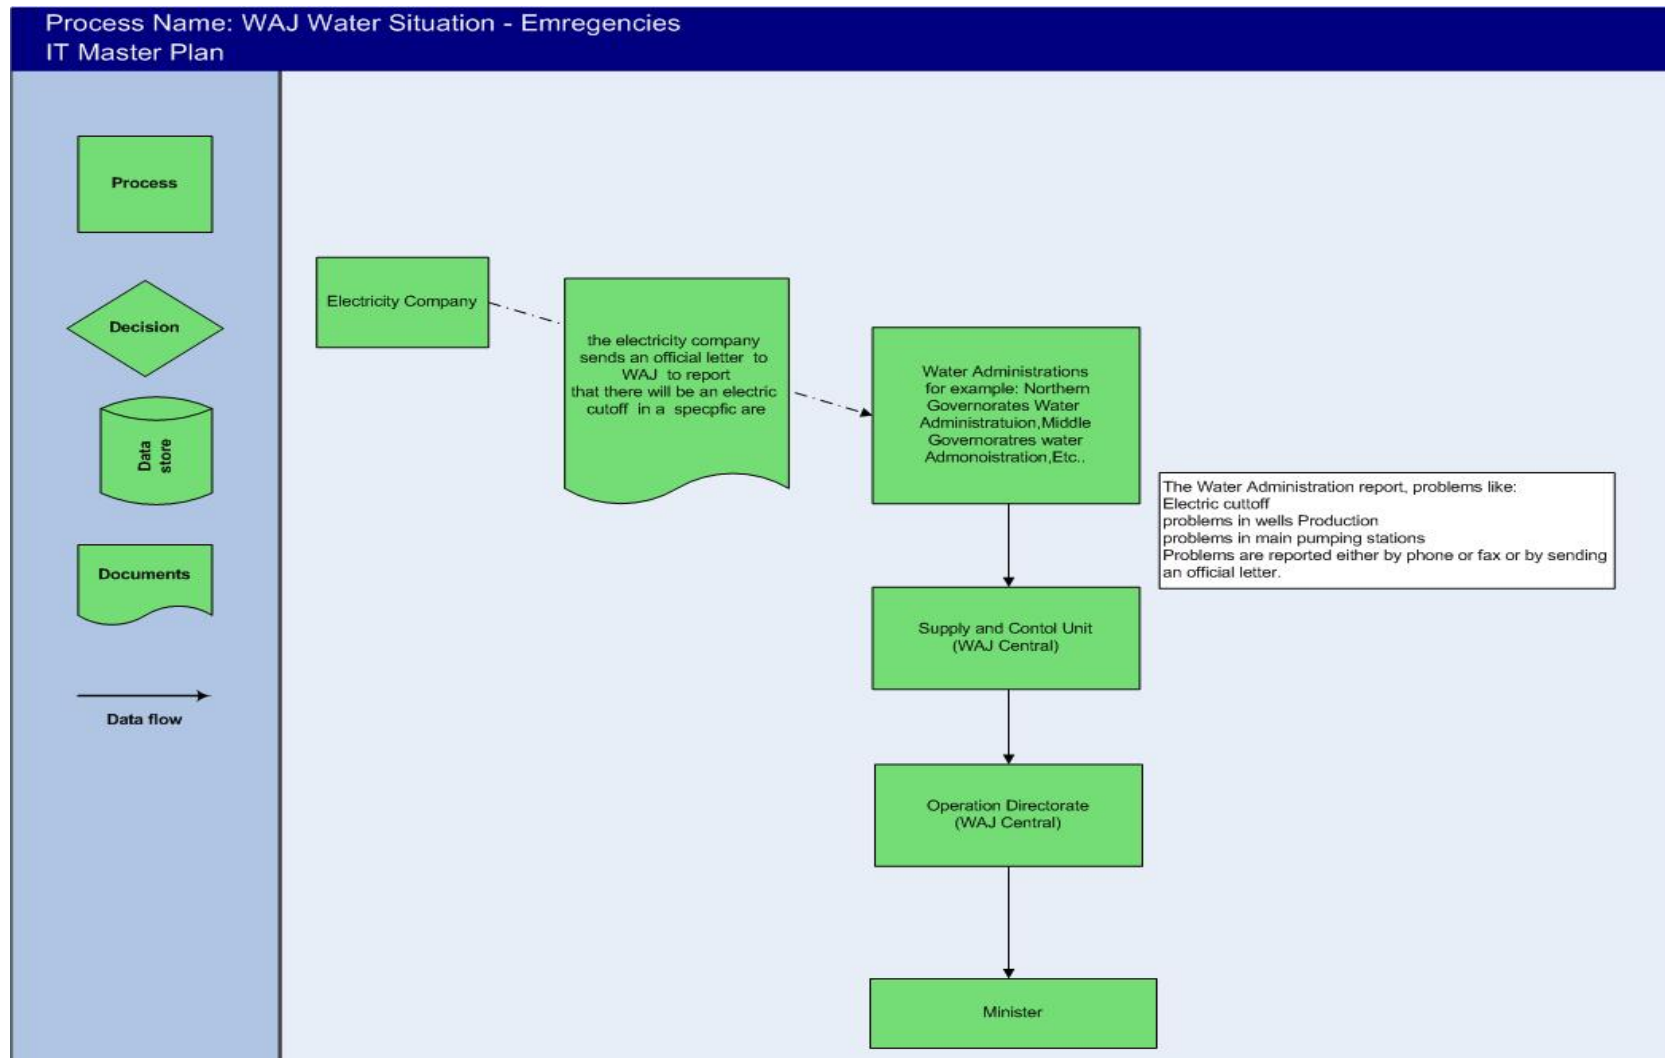 Process Name: WAJ Water Situation - Emregencies
IT Master Plan
Process
Decision
Data
store
Documents
Data flow
Electricity Company
the electricity company
sends an official letter to
WAJ to report
that there will be an electric
cutoff in a specpfic are
Water Administrations
for example: Northern
Governorates Water
Administratuion,Middle
Governoratres water
Admonoistration,Etc..
The Water Administration report, problems like:
Electric cuttoff
problems in wells Production
problems in main pumping stations
Problems are reported either by phone or fax or by sending
an official letter.
Supply and Contol Unit
(WAJ Central)
Operation Directorate
(WAJ Central)
Minister